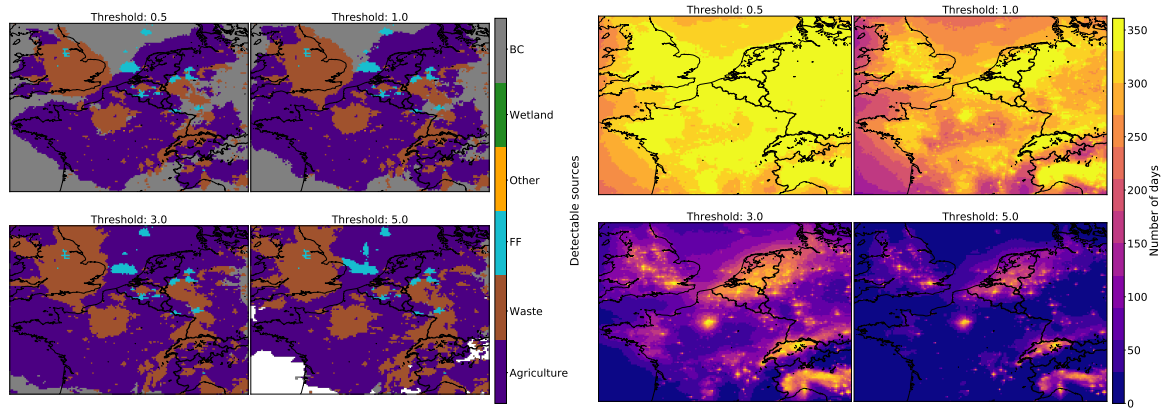 Threshold: 0.5
Threshold: 1.0
Threshold: 3.0
Threshold: 5.0
BC
Wetland
Other
FF
Waste
Agriculture
Detectable sources
Threshold: 0.5
Threshold: 1.0
Threshold: 3.0
Threshold: 5.0
350
300
250
200
150
100
50
0
Number of days